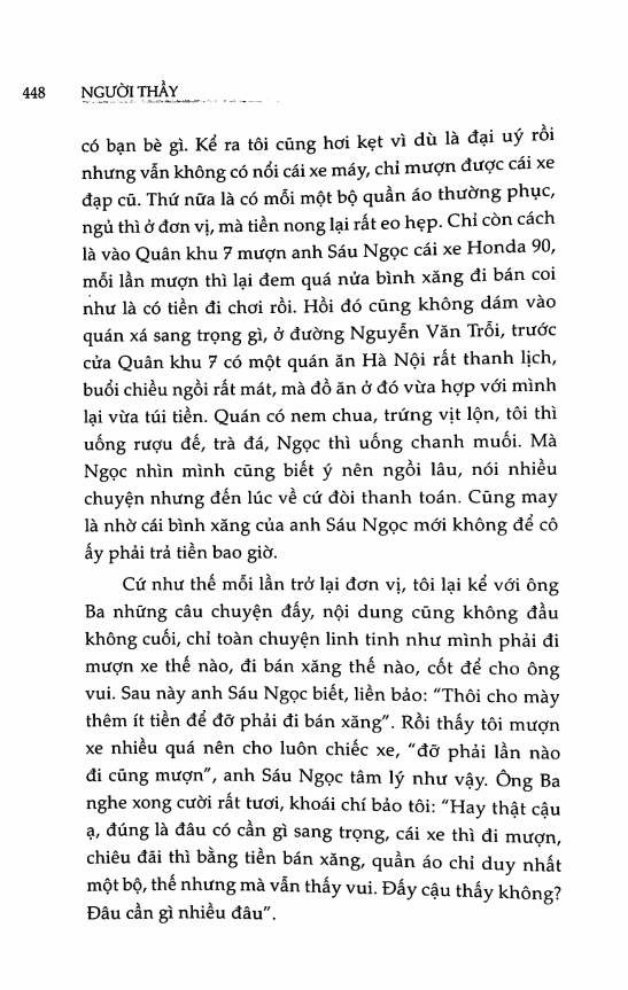 448 NGƯỜI THẦY
có bạn bè gì. Kể ra tôi cũng hơi kẹt vì dù là đại uý rồi
nhưng vẫn không có nổi cái xe máy, chỉ mượn được cái xe
đạp cũ. Thứ nữa là có mỗi một bộ quần áo thường phục,
ngủ thì ở đơn vị, mà tiền nong lại rất eo hẹp. Chỉ còn cách
là vào Quân khu 7 mượn anh Sáu Ngọc cái xe Honda 90,
mỗi lần mượn thì lại đem quá nửa bình xăng đi bán coi
như là có tiền đi chơi rồi. Hồi đó cũng không dám vào
quán xá sang trọng gì, ở đường Nguyễn Văn Trỗi, trước
cửa Quân khu 7 có một quán ăn Hà Nội rất thanh lịch,
buổi chiều ngồi rất mát, mà đồ ăn ở đó vừa hợp với mình
lại vừa túi tiền. Quán có nem chua, trứng vịt lộn, tôi thì
uống rượu đế, trà đá, Ngọc thì uống chanh muối. Mà
Ngọc nhìn mình cũng biết ý nên ngồi lâu, nói nhiều
chuyện nhưng đến lúc về cứ đòi thanh toán. Cũng may
là nhờ cái bình xăng của anh Sáu Ngọc mới không để cô
ấy phải trả tiền bao giờ.
Cứ như thế mỗi lần trở lại đơn vị, tôi lại kể với ông
Ba những câu chuyện đấy, nội dung cũng không đầu
không cuối, chỉ toàn chuyện linh tinh như mình phải đi
mượn xe thế nào, đi bán xăng thế nào, cốt để cho ông
vui. Sau này anh Sáu Ngọc biết, liền bảo: "Thôi cho mày
thêm ít tiền để đỡ phải đi bán xăng". Rồi thấy tôi mượn
xe nhiều quá nên cho luôn chiếc xe, "đỡ phải lần nào
đi cũng mượn", anh Sáu Ngọc tâm lý như vậy. Ông Ba
nghe xong cười rất tươi, khoái chí bảo tôi: "Hay thật cậu
ạ, đúng là đâu có cần gì sang trọng, cái xe thì đi mượn,
chiêu đãi thì bằng tiền bán xăng, quần áo chỉ duy nhất
một bộ, thế nhưng mà vẫn thấy vui. Đấy cậu thấy không?
Đâu cần gì nhiều đâu".